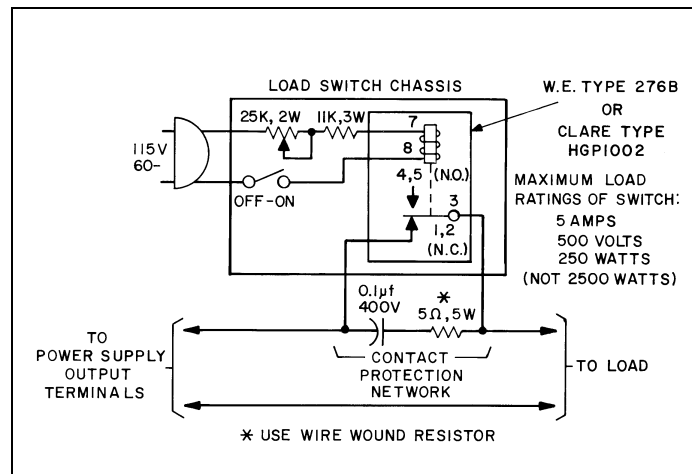 LOAD SWITCH CHASSIS
W.E. TYPE 276B
OR
CLARE TYPE
HGP1002
25K, 2W
11K,3W
7
8
115V
60-
OFF-ON
4,5
(N.O.)
3
1,2
(N.C.)
MAXIMUM LOAD
RATINGS OF SWITCH:
5 AMPS
500 VOLTS
250 WATTS
(NOT 2500 WATTS)
0.1µf
400V
*
5Ω,5W
TO
POWER SUPPLY
OUTPUT
TERMINALS
CONTACT
PROTECTION
NETWORK
TO LOAD
* USE WIRE WOUND RESISTOR